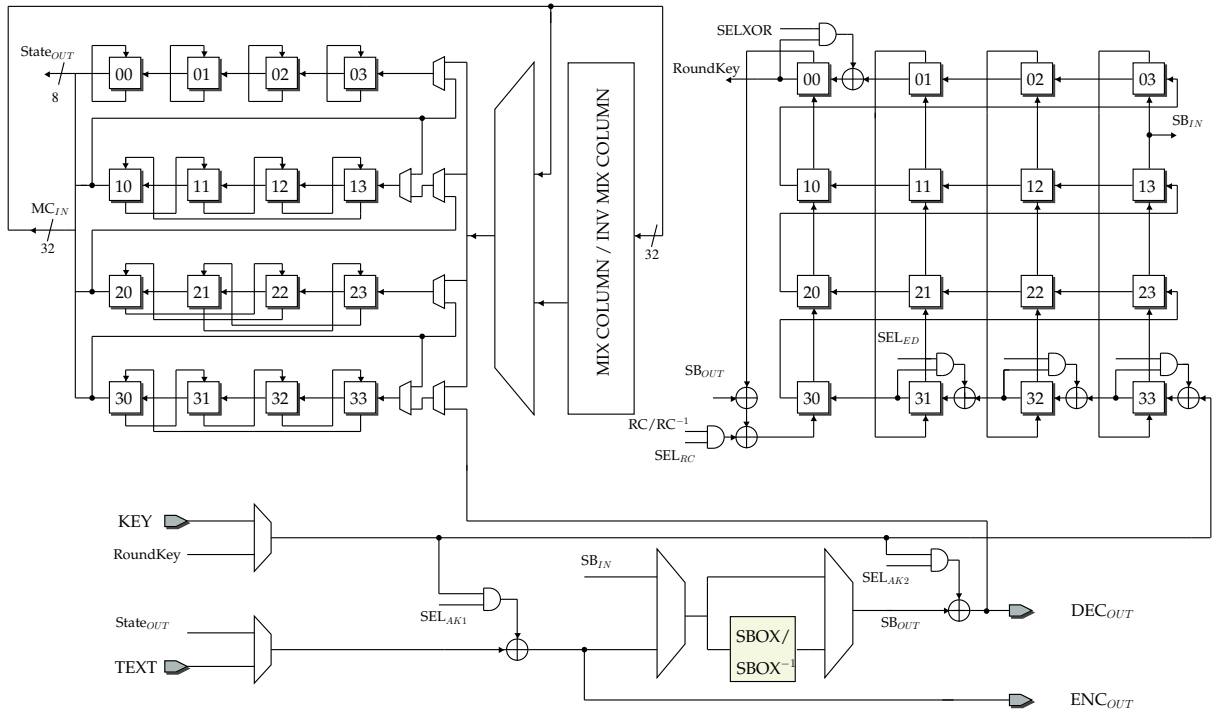 SELXOR
State_OUT
00 01 02 03
8
RoundKey
00 01 02 03
SB_IN
10 11 12 13
10 11 12 13
MC_IN
32
32
MIX COLUMN / INV MIX COLUMN
20 21 22 23
20 21 22 23
SEL_ED
SB_OUT
30 31 32 33
30 31 32 33
RC/RC⁻¹
SEL_RC
KEY
RoundKey
SB_IN
SEL_AK2
SEL_AK1
State_OUT
TEXT
SBOX/
SBOX⁻¹
SB_OUT
DEC_OUT
ENC_OUT